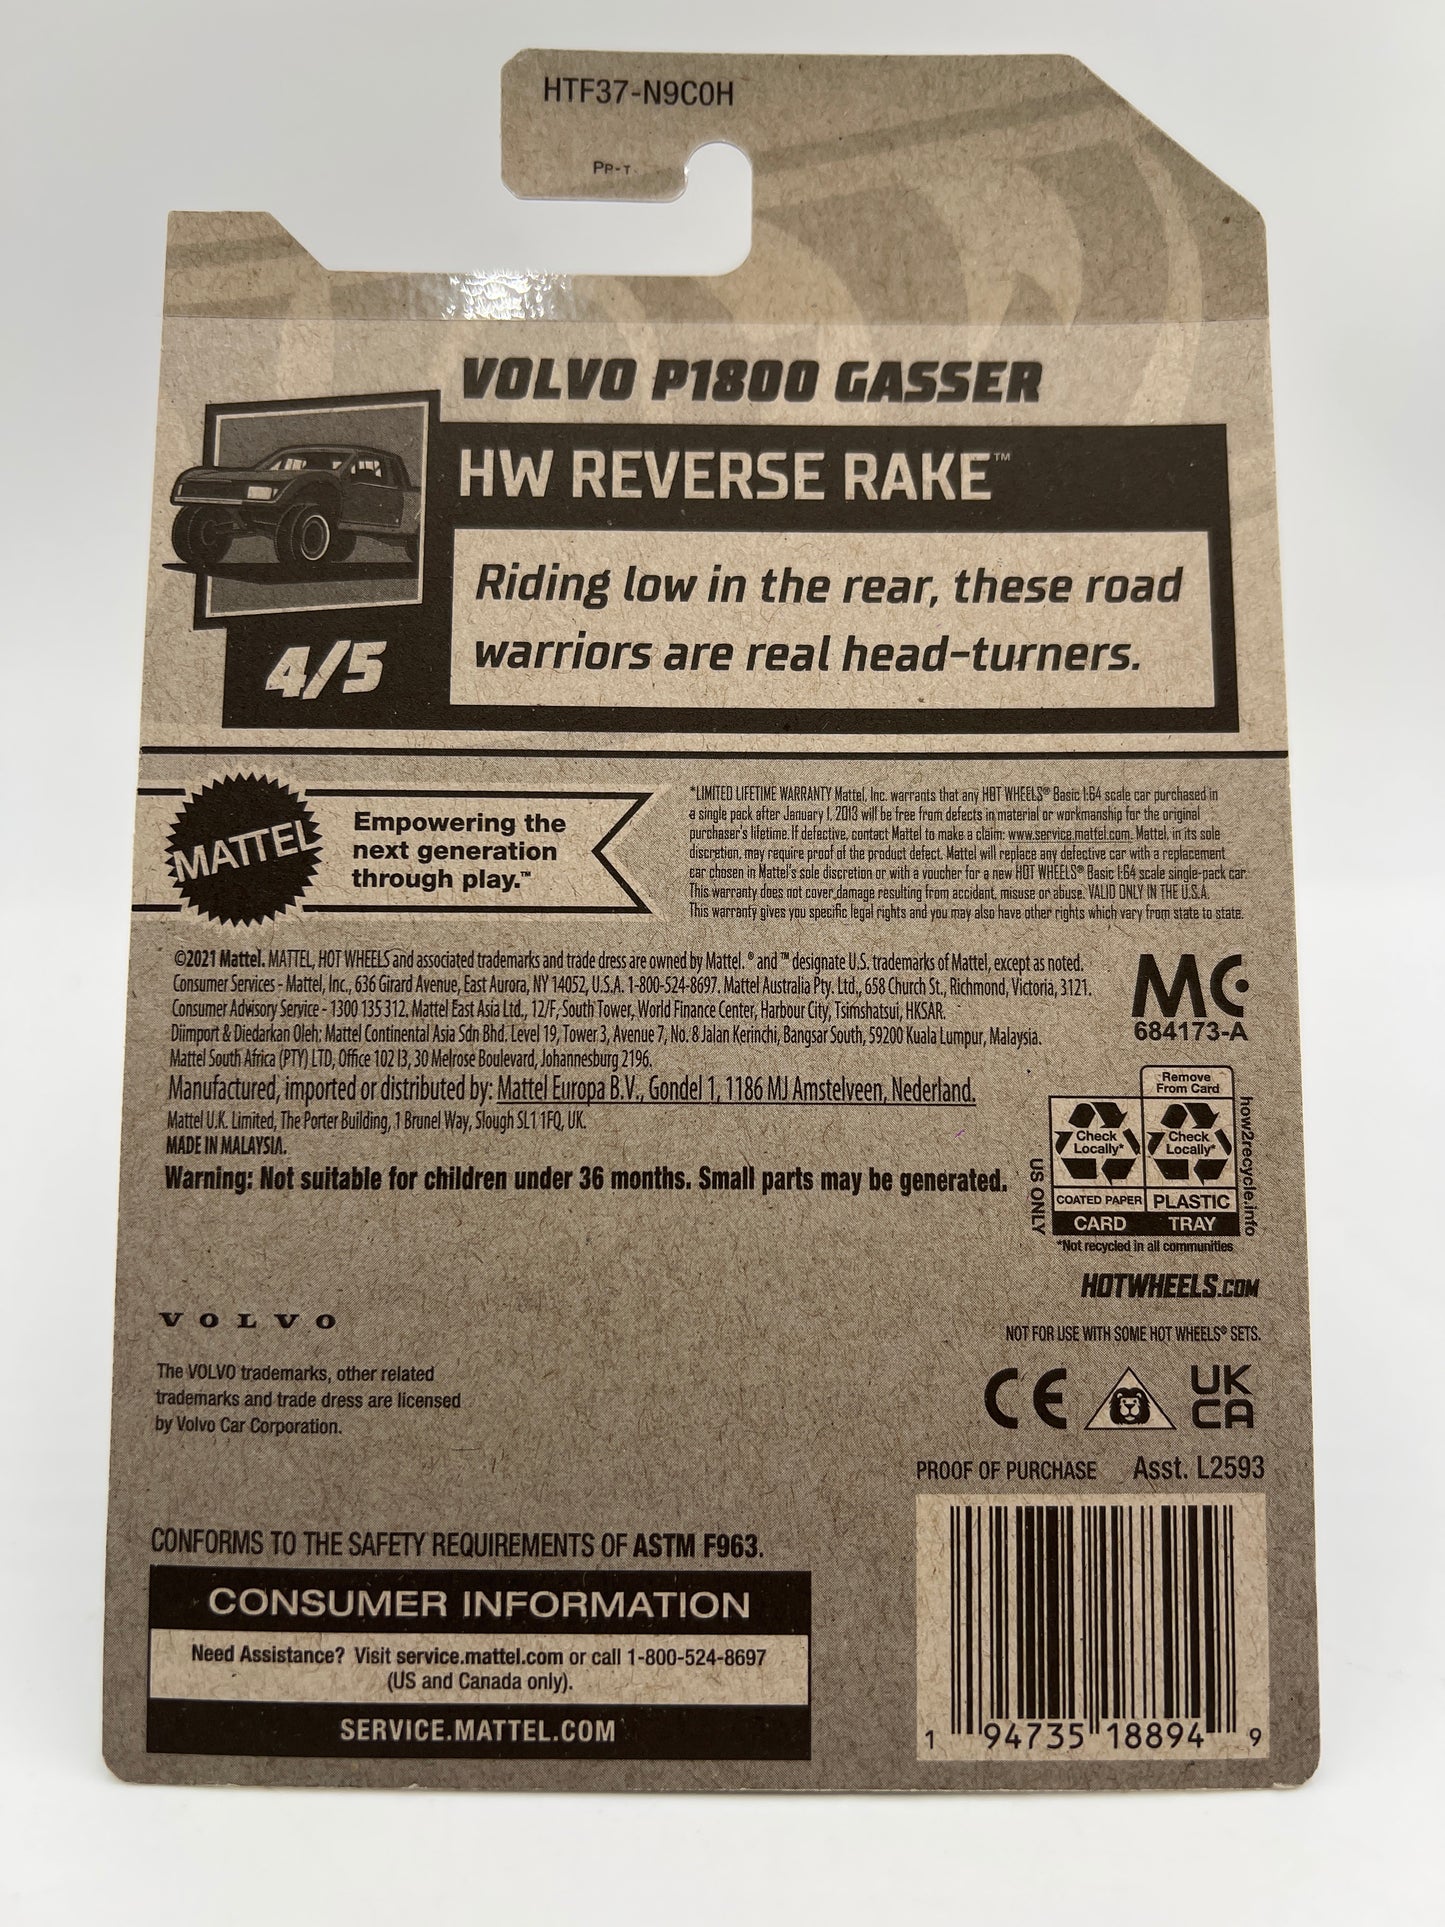 HTF37-N9C0H
PP-T
VOLVO P1800 GASSER
HW REVERSE RAKE™
Riding low in the rear, these road
warriors are real head-turners.
4/5
MATTEL
Empowering the
next generation
through play.™
*LIMITED LIFETIME WARRANTY Mattel, Inc. warrants that any HOT WHEELS® Basic 1:64 scale car purchased in
a single pack after January 1, 2013 will be free from defects in material or workmanship for the original
purchaser's lifetime. If defective, contact Mattel to make a claim: www.service.mattel.com. Mattel, in its sole
discretion, may require proof of the product defect. Mattel will replace any defective car with a replacement
car chosen in Mattel's sole discretion or with a voucher for a new HOT WHEELS® Basic 1:64 scale single-pack car.
This warranty does not cover damage resulting from accident, misuse or abuse. VALID ONLY IN THE U.S.A.
This warranty gives you specific legal rights and you may also have other rights which vary from state to state.
©2021 Mattel. MATTEL, HOT WHEELS and associated trademarks and trade dress are owned by Mattel. ® and ™ designate U.S. trademarks of Mattel, except as noted.
Consumer Services - Mattel, Inc., 636 Girard Avenue, East Aurora, NY 14052, U.S.A. 1-800-524-8697. Mattel Australia Pty. Ltd., 658 Church St., Richmond, Victoria, 3121.
Consumer Advisory Service - 1300 135 312. Mattel East Asia Ltd., 12/F, South Tower, World Finance Center, Harbour City, Tsimshatsui, HKSAR.
Diimport & Diedarkan Oleh: Mattel Continental Asia Sdn Bhd. Level 19, Tower 3, Avenue 7, No. 8 Jalan Kerinchi, Bangsar South, 59200 Kuala Lumpur, Malaysia.
Mattel South Africa (PTY) LTD, Office 102 I3, 30 Melrose Boulevard, Johannesburg 2196.
Manufactured, imported or distributed by: Mattel Europa B.V., Gondel 1, 1186 MJ Amstelveen, Nederland.
Mattel U.K. Limited, The Porter Building, 1 Brunel Way, Slough SL1 1FQ, UK.
MADE IN MALAYSIA.
Warning: Not suitable for children under 36 months. Small parts may be generated.
MC
684173-A
Remove
From Card
Check
Locally*
Check
Locally*
COATED PAPER
PLASTIC
CARD
TRAY
US ONLY
how2recycle.info
*Not recycled in all communities
HOTWHEELS.COM
NOT FOR USE WITH SOME HOT WHEELS® SETS.
VOLVO
The VOLVO trademarks, other related
trademarks and trade dress are licensed
by Volvo Car Corporation.
CE
UK
CA
PROOF OF PURCHASE Asst. L2593
CONFORMS TO THE SAFETY REQUIREMENTS OF ASTM F963.
CONSUMER INFORMATION
Need Assistance? Visit service.mattel.com or call 1-800-524-8697
(US and Canada only).
SERVICE.MATTEL.COM
1 94735 18894 9